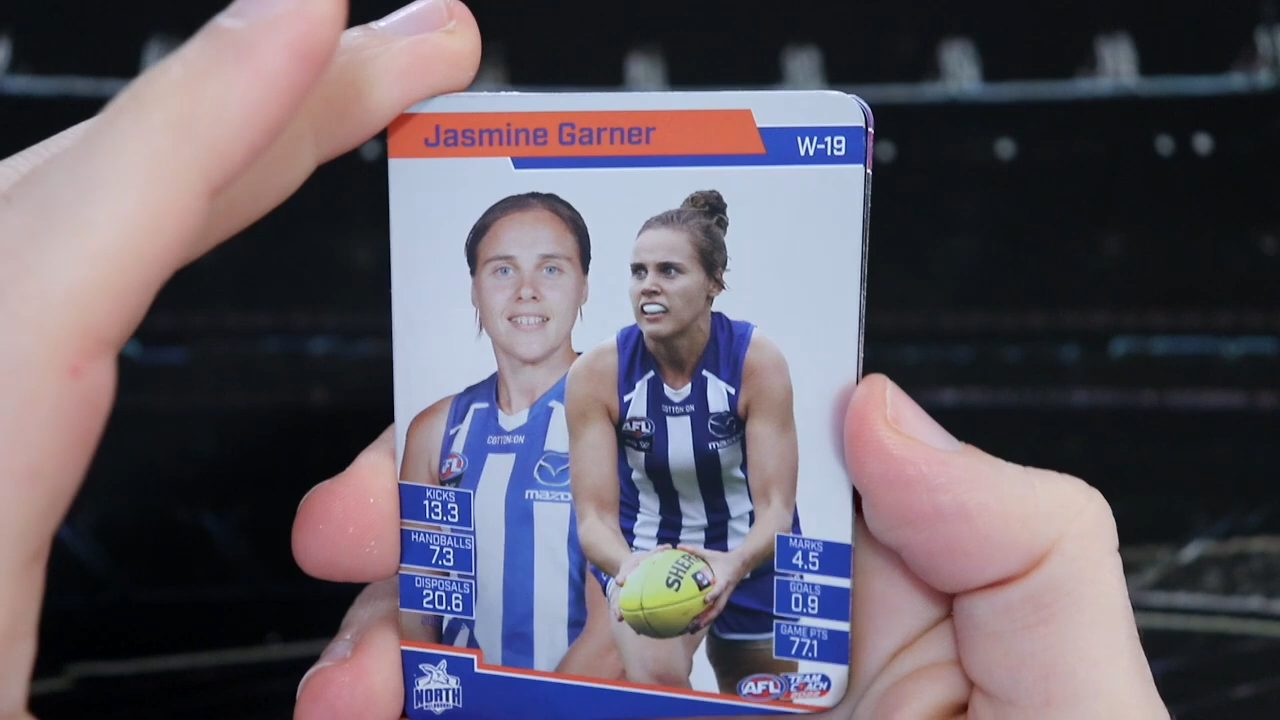 Jasmine Garner
W-19
COTTON:ON
AFL
mazda
COTTON:ON
AFL
KICKS
13.3
HANDBALLS
7.3
DISPOSALS
20.6
SHER
MARKS
4.5
GOALS
0.9
GAME PTS
77.1
NORTH
AFL
TEAM
COACH